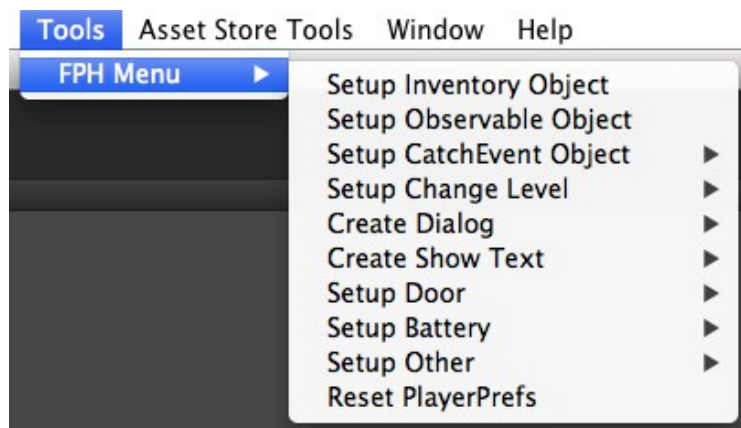 Tools Asset Store Tools Window Help
FPH Menu
Setup Inventory Object
Setup Observable Object
Setup CatchEvent Object
Setup Change Level
Create Dialog
Create Show Text
Setup Door
Setup Battery
Setup Other
Reset PlayerPrefs